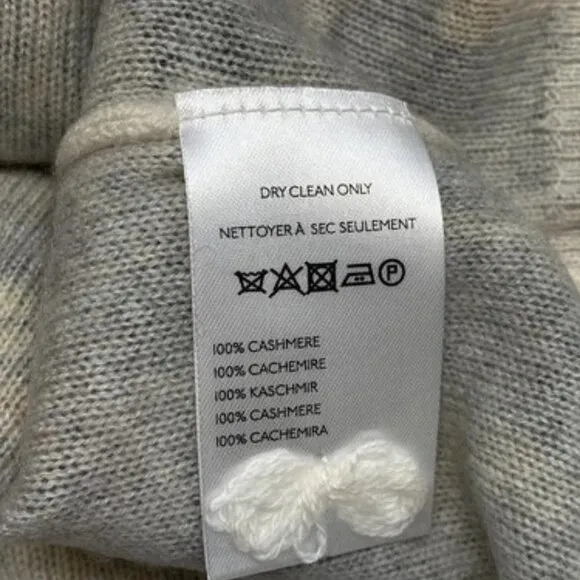 DRY CLEAN ONLY
NETTOYER À SEC SEULEMENT
P
100% CASHMERE
100% CACHEMIRE
100% KASCHMIR
100% CASHMERE
100% CACHEMIRA